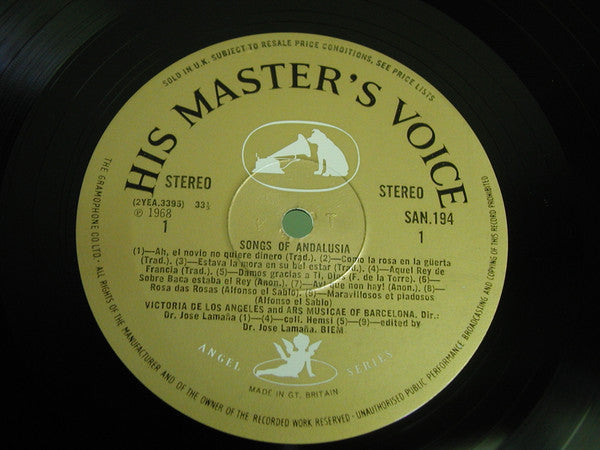 SOLD IN U.K. SUBJECT TO RESALE PRICE CONDITIONS, SEE PRICE LISTS
HIS MASTER'S VOICE
STEREO
STEREO
(2YEA.3393) 33⅓
℗ 1968
1
SAN.194
1
SONGS OF ANDALUSIA
(1)—Ah, el novio no quiere dinero (Trad.). (2)—Como la rosa en la güerta
(Trad.). (3)—Estava la mora en su bel estar (Trad.). (4)—Aquel Rey de
Francia (Trad.). (5)—Damos gracias a Ti, Dios (F. de la Torre). (6)—
Sobre Baca estaba el Rey (Anon.). (7)—Ay que non hay! (Anon.). (8)—
Rosa das Rosas (Alfonso el Sablo). (9)—Maravillosos et piadosus
(Alfonso el Sablo)
VICTORIA DE LOS ANGELES and ARS MUSICAE OF BARCELONA. Dir.:
Dr. Jose Lamaña (1)—(4)—coll. Hemsi (5)—(9)—edited by
Dr. Jose Lamaña. BIEM
ANGEL SERIES
MADE IN GT. BRITAIN
THE GRAMOPHONE CO. LTD. - ALL RIGHTS OF THE MANUFACTURER AND OF THE OWNER OF THE RECORDED WORK RESERVED - UNAUTHORISED PUBLIC PERFORMANCE BROADCASTING AND COPYING OF THIS RECORD PROHIBITED